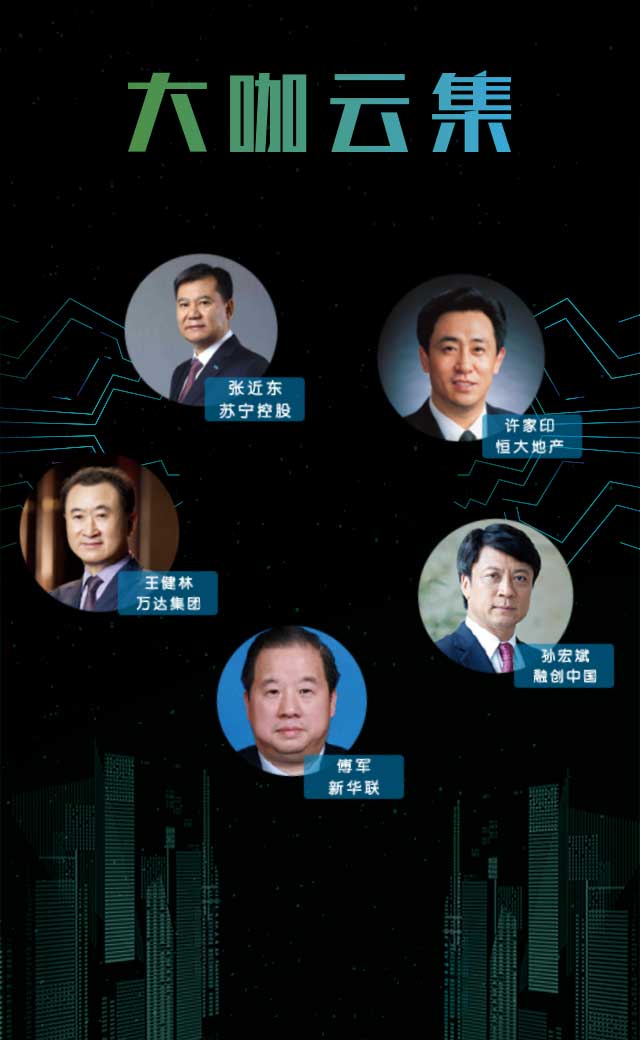 大咖云集
张近东
苏宁控股
许家印
恒大地产
王健林
万达集团
孙宏斌
融创中国
傅军
新华联